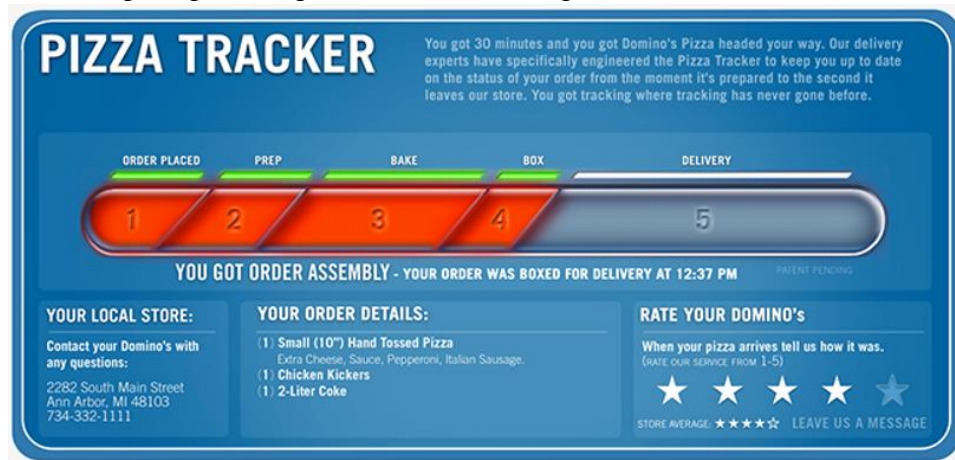 PIZZA TRACKER
You got 30 minutes and you got Domino's Pizza headed your way. Our delivery
experts have specifically engineered the Pizza Tracker to keep you up to date
on the status of your order from the moment it's prepared to the second it
leaves our store. You got tracking where tracking has never gone before.
ORDER PLACED PREP BAKE BOX DELIVERY
1 2 3 4 5
YOU GOT ORDER ASSEMBLY - YOUR ORDER WAS BOXED FOR DELIVERY AT 12:37 PM
PATENT PENDING
YOUR LOCAL STORE:
Contact your Domino's with
any questions:
2282 South Main Street
Ann Arbor, MI 48103
734-332-1111
YOUR ORDER DETAILS:
(1) Small (10") Hand Tossed Pizza
Extra Cheese, Sauce, Pepperoni, Italian Sausage.
(1) Chicken Kickers
(1) 2-Liter Coke
RATE YOUR DOMINO's
When your pizza arrives tell us how it was.
(RATE OUR SERVICE FROM 1-5)
STORE AVERAGE: LEAVE US A MESSAGE